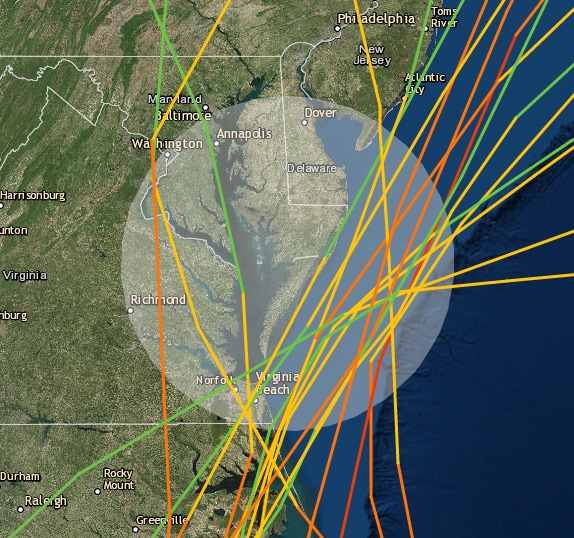 Philadelphia
Toms
River
New
Jersey
Atlantic
City
Maryland
Baltimore
Dover
Annapolis
Washington
Delaware
Harrisonburg
unton
Virginia
Richmond
nburg
Norfolk
Virginia
Beach
Durham
Rocky
Mount
Raleigh
Greenville